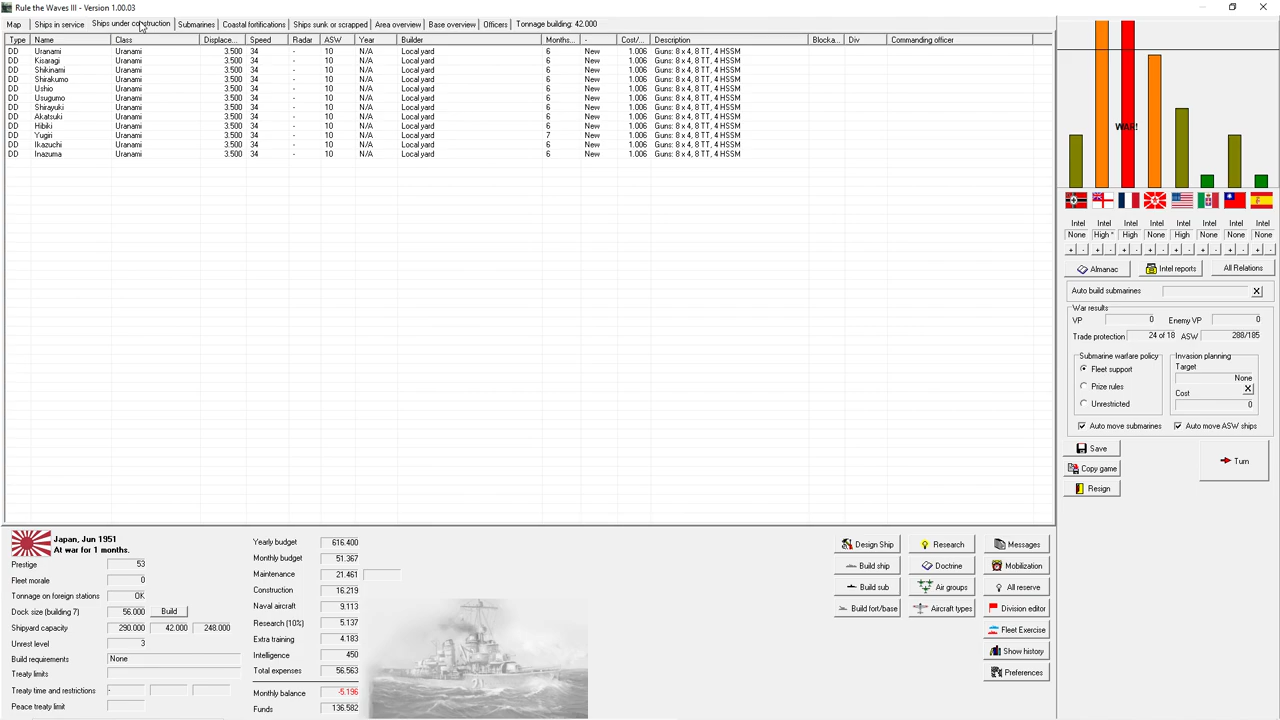 Rule the Waves III - Version 1.00.03
Map Ships in service Ships under construction Submarines Coastal fortifications Ships sunk or scrapped Area overview Base overview Officers Tonnage building: 42.000
Type Name Class Displace... Speed Radar ASW Year Builder Months... - Cost/... Description Blocka... Div Commanding officer
DD Uranami Uranami 3.500 34 - 10 N/A Local yard 6 New 1.006 Guns: 8 x 4, 8 TT, 4 HSSM
DD Kisaragi Uranami 3.500 34 - 10 N/A Local yard 6 New 1.006 Guns: 8 x 4, 8 TT, 4 HSSM
DD Shikinami Uranami 3.500 34 - 10 N/A Local yard 6 New 1.006 Guns: 8 x 4, 8 TT, 4 HSSM
DD Shirakumo Uranami 3.500 34 - 10 N/A Local yard 6 New 1.006 Guns: 8 x 4, 8 TT, 4 HSSM
DD Ushio Uranami 3.500 34 - 10 N/A Local yard 6 New 1.006 Guns: 8 x 4, 8 TT, 4 HSSM
DD Usugumo Uranami 3.500 34 - 10 N/A Local yard 6 New 1.006 Guns: 8 x 4, 8 TT, 4 HSSM
DD Shirayuki Uranami 3.500 34 - 10 N/A Local yard 6 New 1.006 Guns: 8 x 4, 8 TT, 4 HSSM
DD Akatsuki Uranami 3.500 34 - 10 N/A Local yard 6 New 1.006 Guns: 8 x 4, 8 TT, 4 HSSM
DD Hibiki Uranami 3.500 34 - 10 N/A Local yard 6 New 1.006 Guns: 8 x 4, 8 TT, 4 HSSM
DD Yugiri Uranami 3.500 34 - 10 N/A Local yard 7 New 1.006 Guns: 8 x 4, 8 TT, 4 HSSM
DD Ikazuchi Uranami 3.500 34 - 10 N/A Local yard 6 New 1.006 Guns: 8 x 4, 8 TT, 4 HSSM
DD Inazuma Uranami 3.500 34 - 10 N/A Local yard 6 New 1.006 Guns: 8 x 4, 8 TT, 4 HSSM
WAR!
Intel Intel Intel Intel Intel Intel Intel Intel
None High * High None High None None None
+ - + - + - + - + - + - + - + -
Almanac Intel reports All Relations
Auto build submarines X
War results
VP 0 Enemy VP 0
Trade protection 24 of 18 ASW 288/185
Submarine warfare policy
Fleet support
Prize rules
Unrestricted
Invasion planning
Target
None
Cost X
0
Auto move submarines Auto move ASW ships
Save
Copy game
Resign
Turn
Japan, Jun 1951
At war for 1 months.
Prestige 53
Fleet morale 0
Tonnage on foreign stations OK
Dock size (building 7) 56.000 Build
Shipyard capacity 290.000 42.000 248.000
Unrest level 3
Build requirements None
Treaty limits
Treaty time and restrictions -
Peace treaty limit
Yearly budget 616.400
Monthly budget 51.367
Maintenance 21.461
Construction 16.219
Naval aircraft 9.113
Research (10%) 5.137
Extra training 4.183
Intelligence 450
Total expenses 56.563
Monthly balance -5.196
Funds 136.582
Design Ship Research Messages
Build ship Doctrine Mobilization
Build sub Air groups All reserve
Build fort/base Aircraft types Division editor
Fleet Exercise
Show history
Preferences